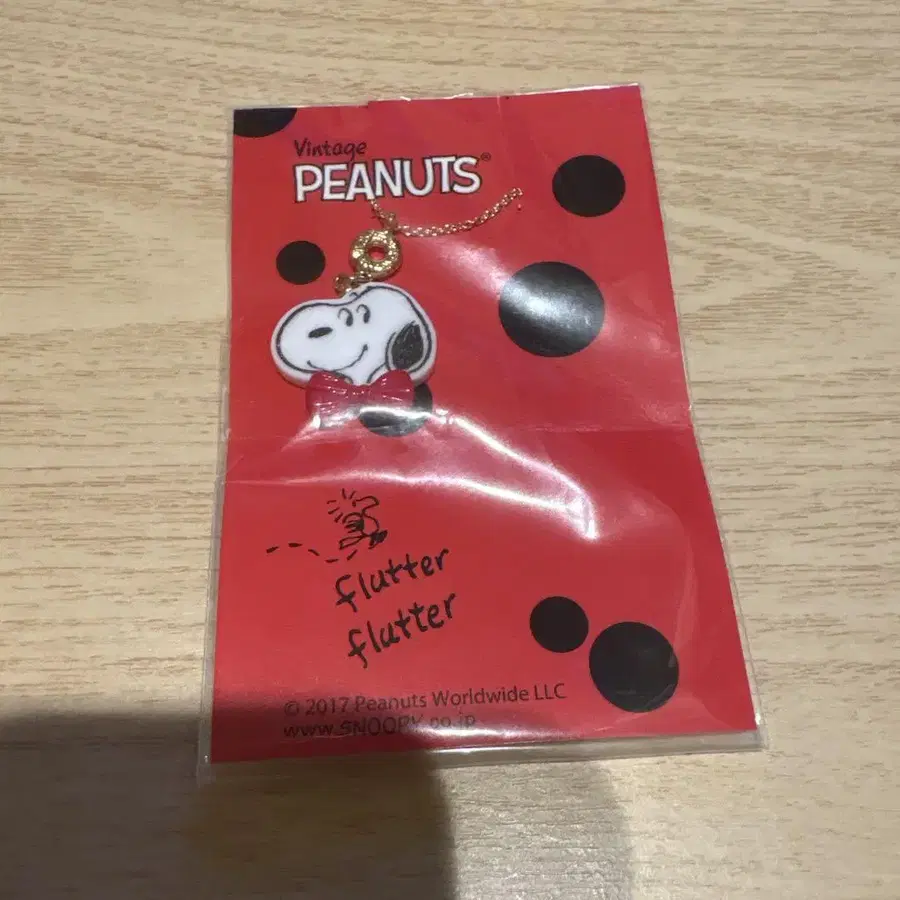 Vintage
PEANUTS®
flutter
flutter
© 2017 Peanuts Worldwide LLC
www.SNOOPY.co.jp